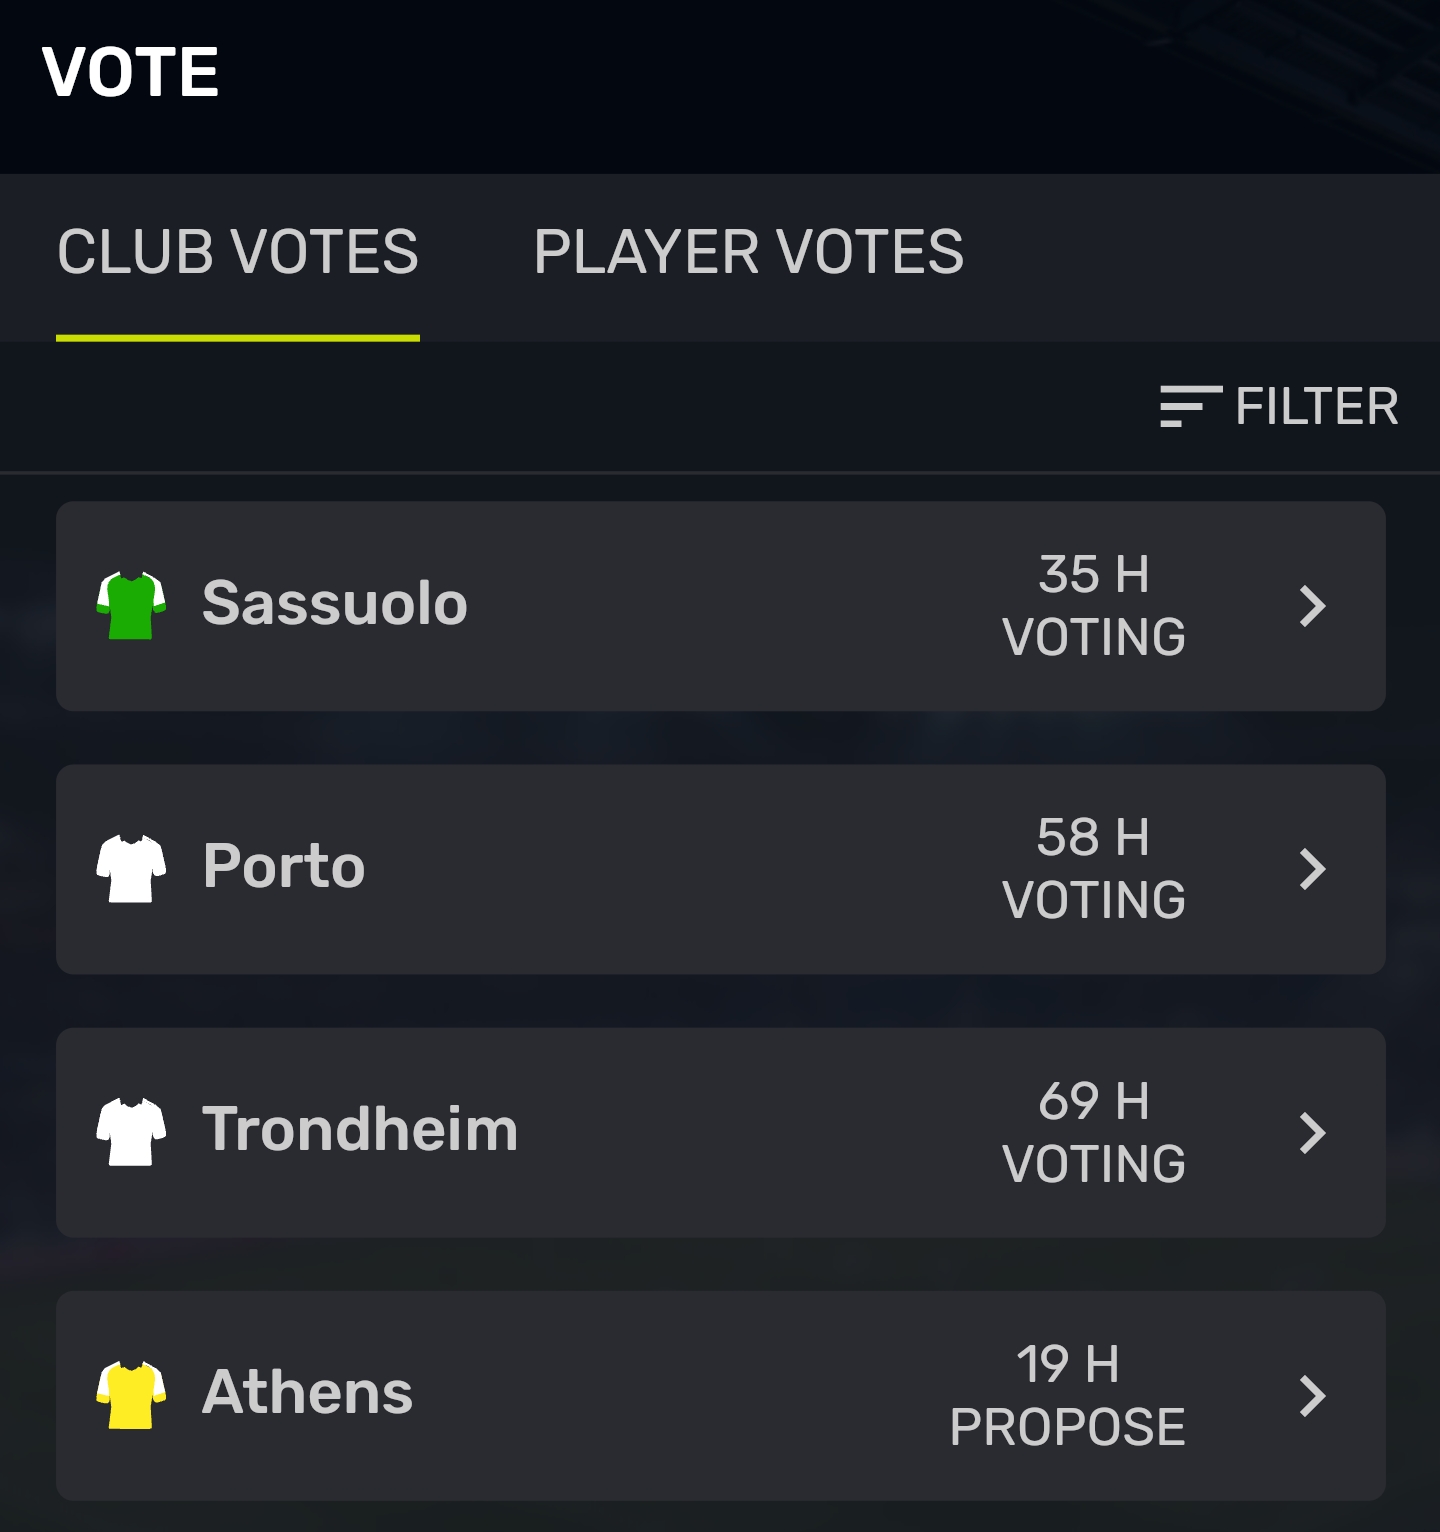 VOTE
CLUB VOTES
PLAYER VOTES
FILTER
Sassuolo
35 H
VOTING
Porto
58 H
VOTING
Trondheim
69 H
VOTING
Athens
19 H
PROPOSE